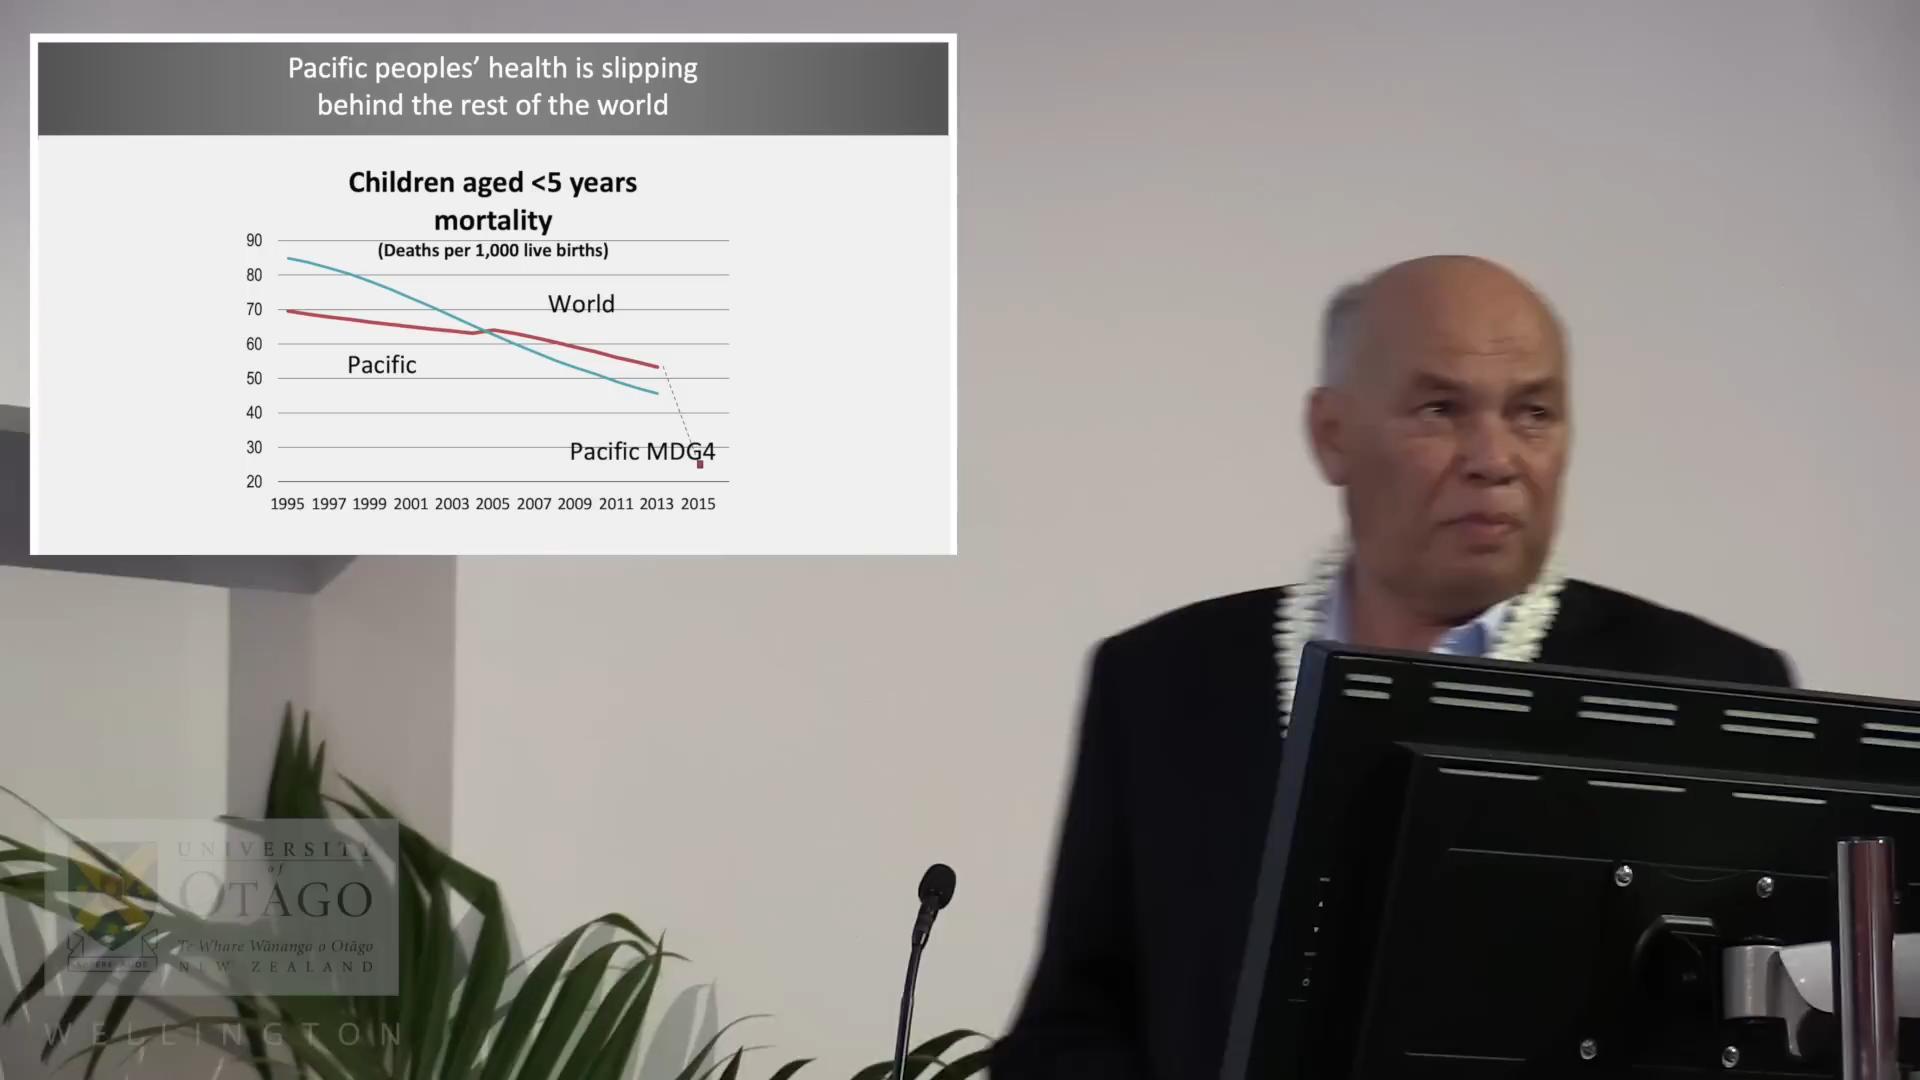 Pacific peoples’ health is slipping
behind the rest of the world
Children aged <5 years
mortality
(Deaths per 1,000 live births)
90
80
70
60
50
40
30
20
World
Pacific
Pacific MDG4
1995 1997 1999 2001 2003 2005 2007 2009 2011 2013 2015
UNIVERSITY
of
OTAGO
Te Whare Wānanga o Otāgo
NEW ZEALAND
WELLINGTON